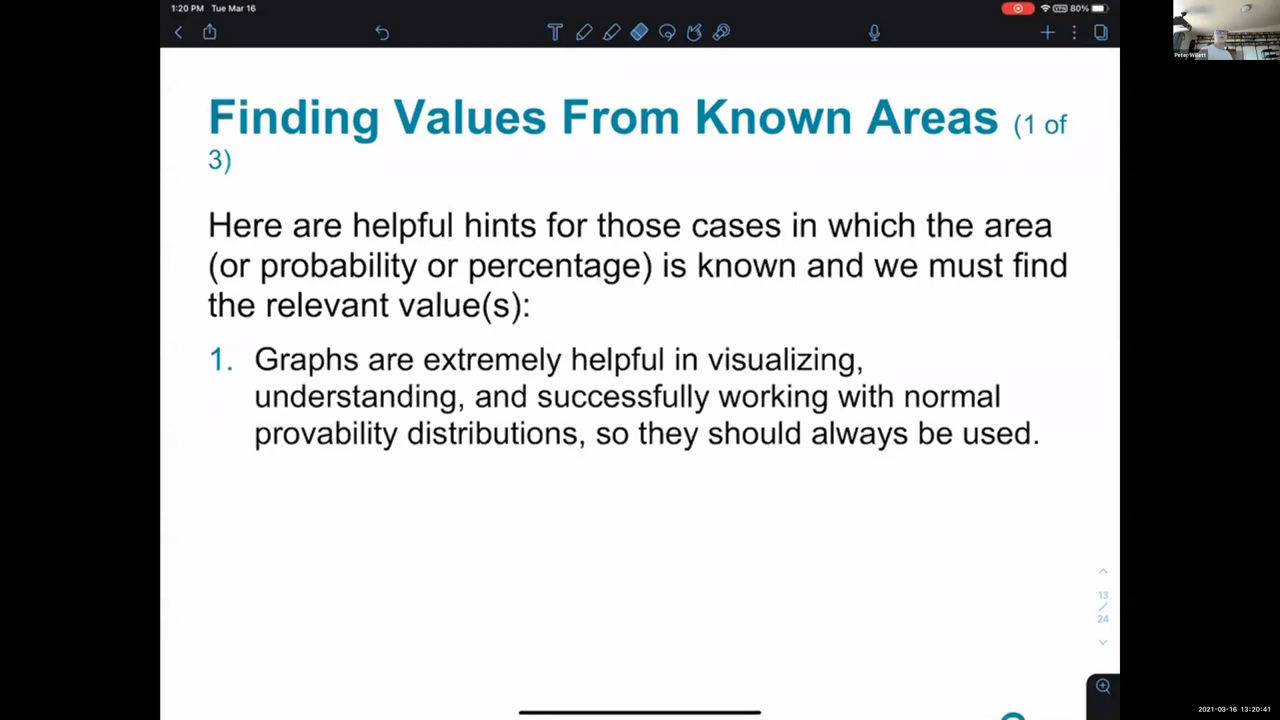 1:20 PM Tue Mar 16
VPN 80%
T
Peter Willett
Finding Values From Known Areas (1 of
3)
Here are helpful hints for those cases in which the area
(or probability or percentage) is known and we must find
the relevant value(s):
1. Graphs are extremely helpful in visualizing,
understanding, and successfully working with normal
provability distributions, so they should always be used.
13
/
24
2021-03-16 13:20:41